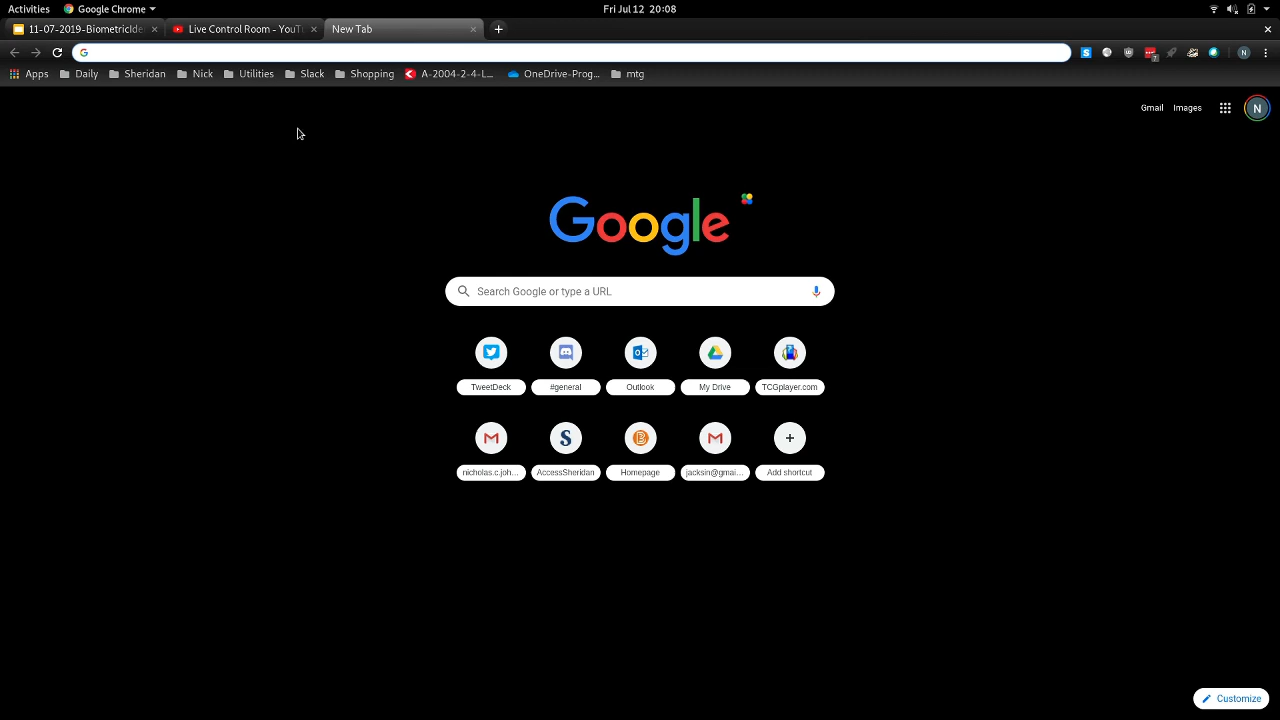 Activities Google Chrome Fri Jul 12 20:08
11-07-2019-BiometricIde Live Control Room - YouTu New Tab
Apps Daily Sheridan Nick Utilities Slack Shopping A-2004-2-4-L... OneDrive-Prog... mtg
Gmail Images N
Google
Search Google or type a URL
TweetDeck #general Outlook My Drive TCGplayer.com
nicholas.c.joh... AccessSheridan Homepage jacksin@gmai... Add shortcut
Customize